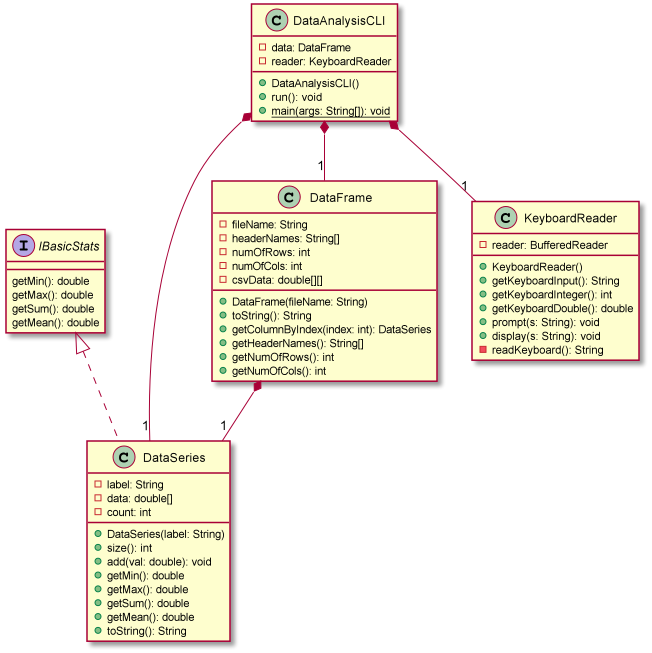 C DataAnalysisCLI
data: DataFrame
reader: KeyboardReader
DataAnalysisCLI()
run(): void
main(args: String[]): void
1
1
C DataFrame
fileName: String
headerNames: String[]
numOfRows: int
numOfCols: int
csvData: double[][]
DataFrame(fileName: String)
toString(): String
getColumnByIndex(index: int): DataSeries
getHeaderNames(): String[]
getNumOfRows(): int
getNumOfCols(): int
C KeyboardReader
reader: BufferedReader
KeyboardReader()
getKeyboardInput(): String
getKeyboardInteger(): int
getKeyboardDouble(): double
prompt(s: String): void
display(s: String): void
readKeyboard(): String
I IBasicStats
getMin(): double
getMax(): double
getSum(): double
getMean(): double
1
1
C DataSeries
label: String
data: double[]
count: int
DataSeries(label: String)
size(): int
add(val: double): void
getMin(): double
getMax(): double
getSum(): double
getMean(): double
toString(): String